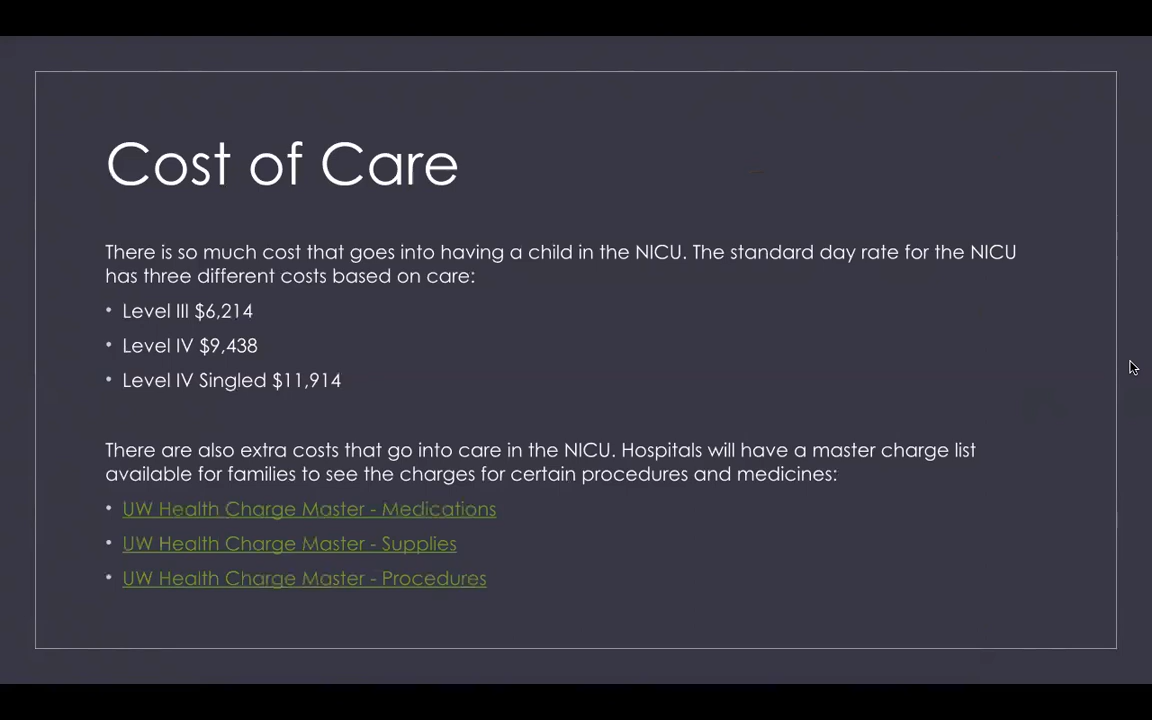 Cost of Care
There is so much cost that goes into having a child in the NICU. The standard day rate for the NICU
has three different costs based on care:
• Level III $6,214
• Level IV $9,438
• Level IV Singled $11,914
There are also extra costs that go into care in the NICU. Hospitals will have a master charge list
available for families to see the charges for certain procedures and medicines:
• UW Health Charge Master - Medications
• UW Health Charge Master - Supplies
• UW Health Charge Master - Procedures